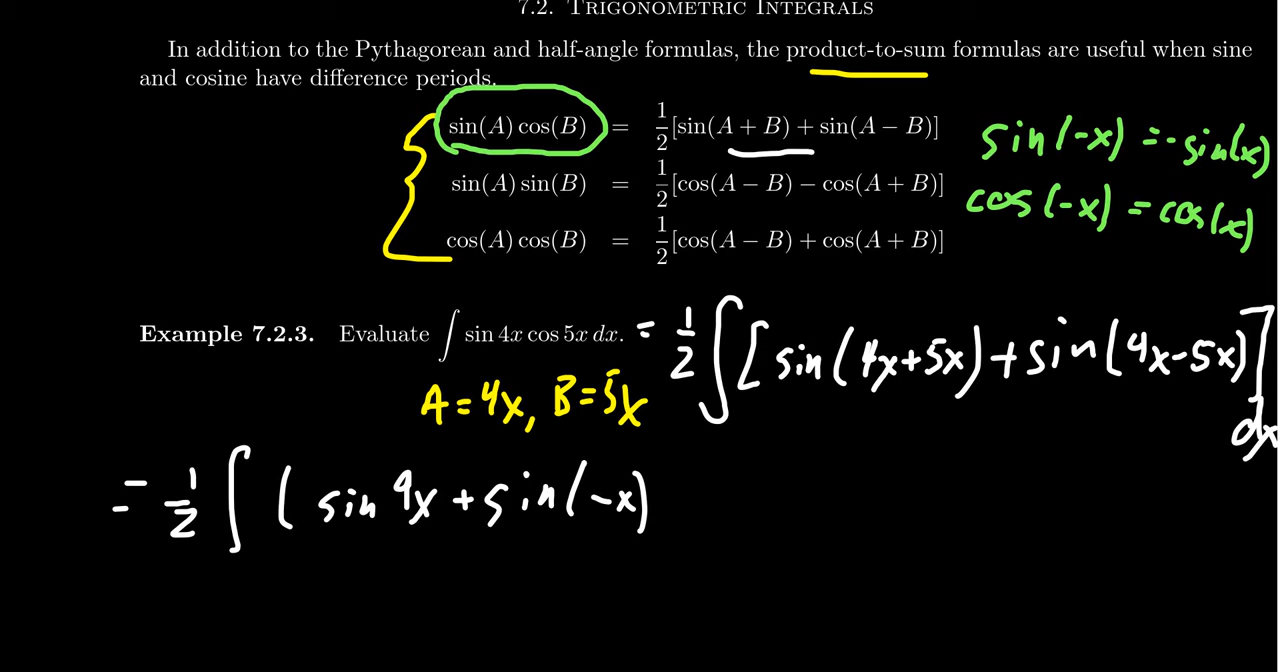 7.2. Trigonometric Integrals
In addition to the Pythagorean and half-angle formulas, the product-to-sum formulas are useful when sine
and cosine have difference periods.
sin(A) cos(B) = 1/2[sin(A + B) + sin(A − B)]
sin(−x) = −sin(x)
sin(A) sin(B) = 1/2[cos(A − B) − cos(A + B)]
cos(−x) = cos(x)
cos(A) cos(B) = 1/2[cos(A − B) + cos(A + B)]
Example 7.2.3. Evaluate ∫ sin 4x cos 5x dx. = 1/2 ∫ [sin(4x+5x) + sin(4x−5x)] dx
A = 4x, B = 5x
= 1/2 ∫ ( sin 9x + sin(−x)